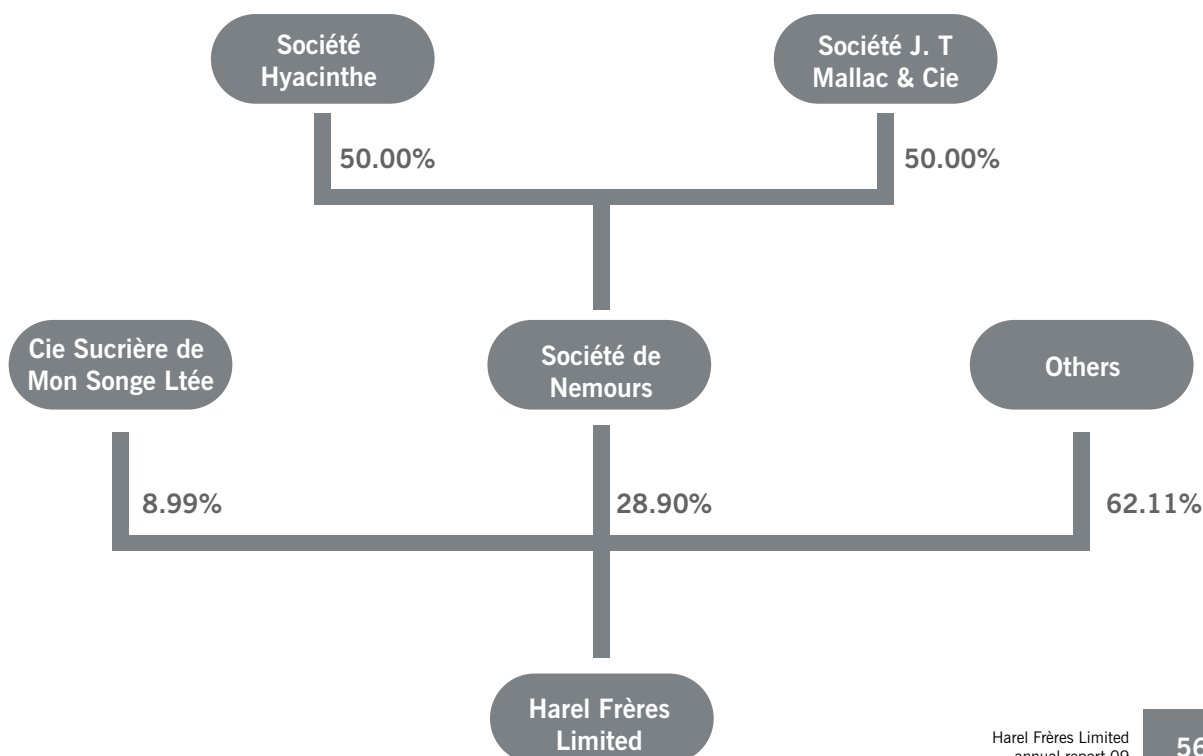 Société
Hyacinthe
Société J. T
Mallac & Cie
50.00%
50.00%
Cie Sucrière de
Mon Songe Ltée
Société de
Nemours
Others
8.99%
28.90%
62.11%
Harel Frères
Limited
Harel Frères Limited
annual report 09
56